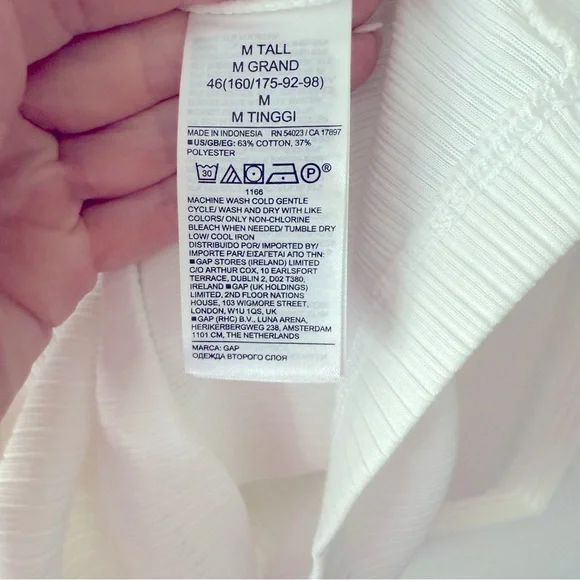 M TALL
M GRAND
46(160/175-92-98)
M
M TINGGI
MADE IN INDONESIA RN 54023 / CA 17897
■US/GB/EG: 63% COTTON, 37%
POLYESTER
30 P ®
1166
MACHINE WASH COLD GENTLE
CYCLE/ WASH AND DRY WITH LIKE
COLORS/ ONLY NON-CHLORINE
BLEACH WHEN NEEDED/ TUMBLE DRY
LOW/ COOL IRON
DISTRIBUIDO POR/ IMPORTED BY/
IMPORTE PAR/ ΕΙΣΑΓΕΤΑΙ ΑΠΟ ΤΗΝ:
■GAP STORES (IRELAND) LIMITED
C/O ARTHUR COX, 10 EARLSFORT
TERRACE, DUBLIN 2, D02 T380,
IRELAND ■GAP (UK HOLDINGS)
LIMITED, 2ND FLOOR NATIONS
HOUSE, 103 WIGMORE STREET,
LONDON, W1U 1QS, UK
■GAP (RHC) B.V., LUNA ARENA,
HERIKERBERGWEG 238, AMSTERDAM
1101 CM, THE NETHERLANDS
MARCA: GAP
ОДЕЖДА ВТОРОГО СЛОЯ